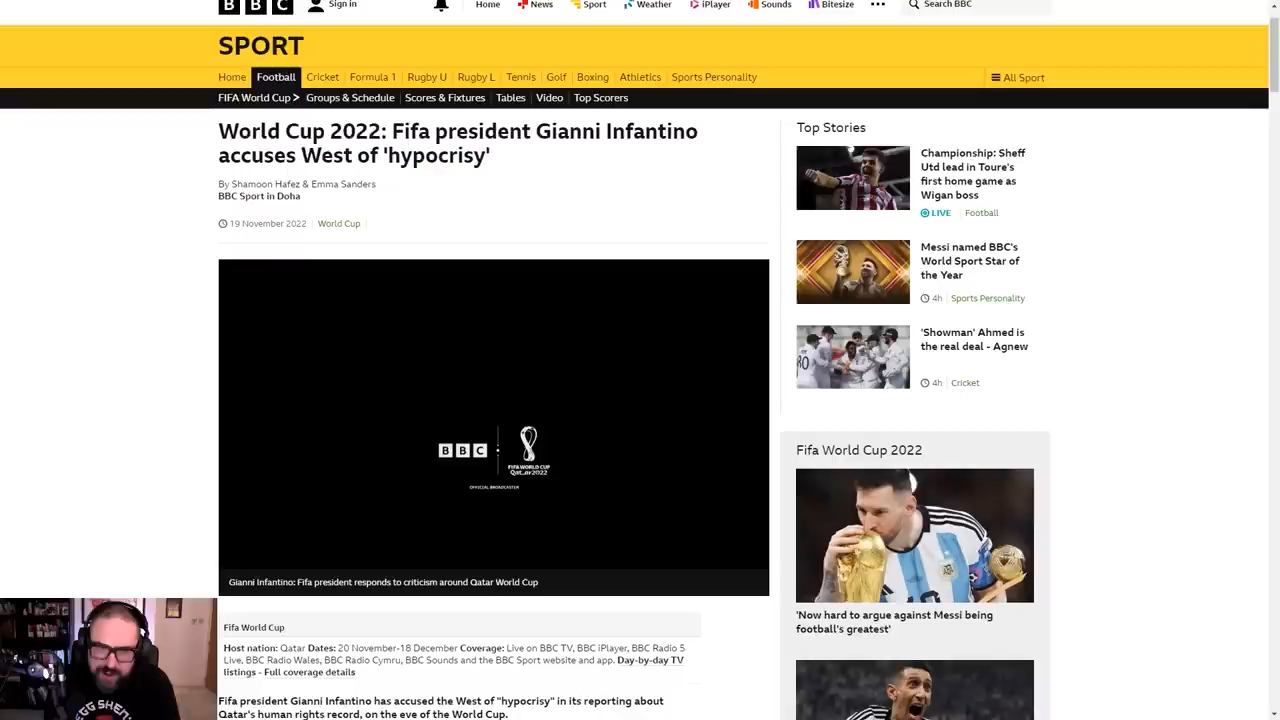 BBC
Sign in
Home
News
Sport
Weather
iPlayer
Sounds
Bitesize
Search BBC
SPORT
Home
Football
Cricket
Formula 1
Rugby U
Rugby L
Tennis
Golf
Boxing
Athletics
Sports Personality
All Sport
FIFA World Cup
Groups & Schedule
Scores & Fixtures
Tables
Video
Top Scorers
World Cup 2022: Fifa president Gianni Infantino
accuses West of 'hypocrisy'
By Shamoon Hafez & Emma Sanders
BBC Sport in Doha
19 November 2022
World Cup
BBC
FIFA WORLD CUP
Qatar2022
OFFICIAL BROADCASTER
Gianni Infantino: Fifa president responds to criticism around Qatar World Cup
Fifa World Cup
Host nation: Qatar Dates: 20 November-18 December Coverage: Live on BBC TV, BBC iPlayer, BBC Radio 5
Live, BBC Radio Wales, BBC Radio Cymru, BBC Sounds and the BBC Sport website and app. Day-by-day TV
listings - Full coverage details
Fifa president Gianni Infantino has accused the West of "hypocrisy" in its reporting about
Qatar's human rights record, on the eve of the World Cup.
Top Stories
Championship: Sheff
Utd lead in Toure's
first home game as
Wigan boss
LIVE
Football
Messi named BBC's
World Sport Star of
the Year
4h
Sports Personality
'Showman' Ahmed is
the real deal - Agnew
4h
Cricket
Fifa World Cup 2022
'Now hard to argue against Messi being
football's greatest'